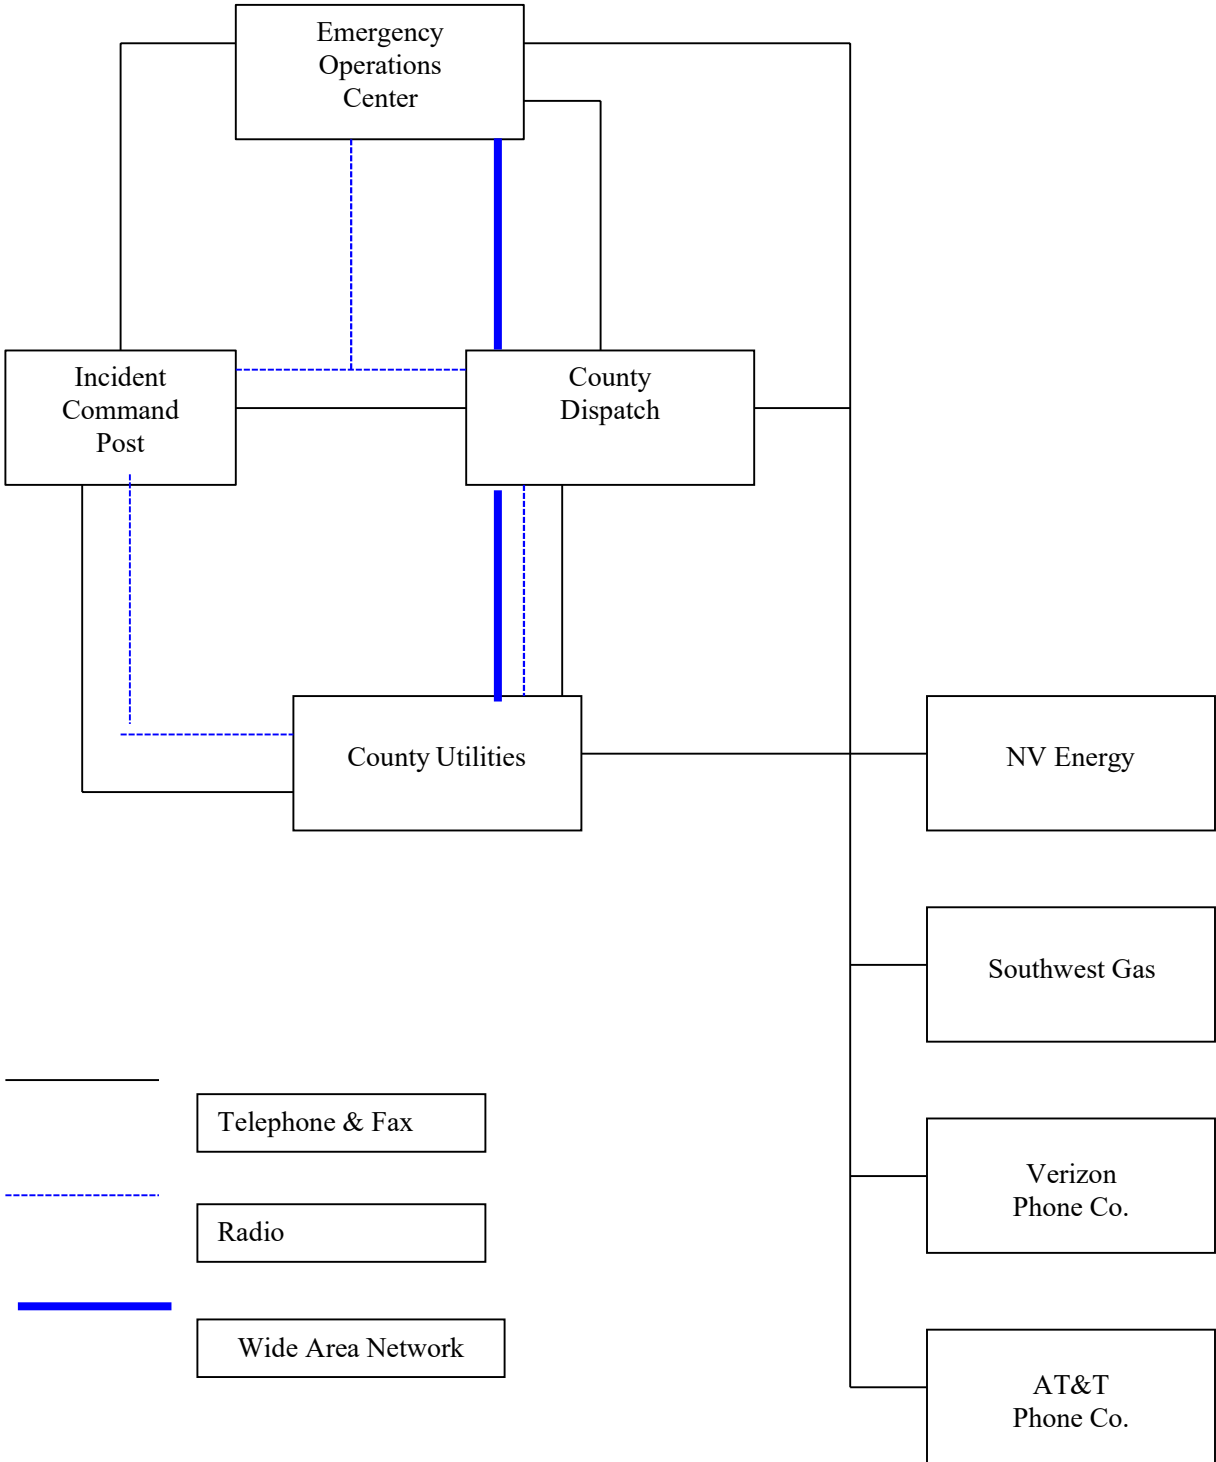 Emergency
Operations
Center
Incident
Command
Post
County
Dispatch
County Utilities
NV Energy
Southwest Gas
Telephone & Fax
Verizon
Phone Co.
Radio
Wide Area Network
AT&T
Phone Co.